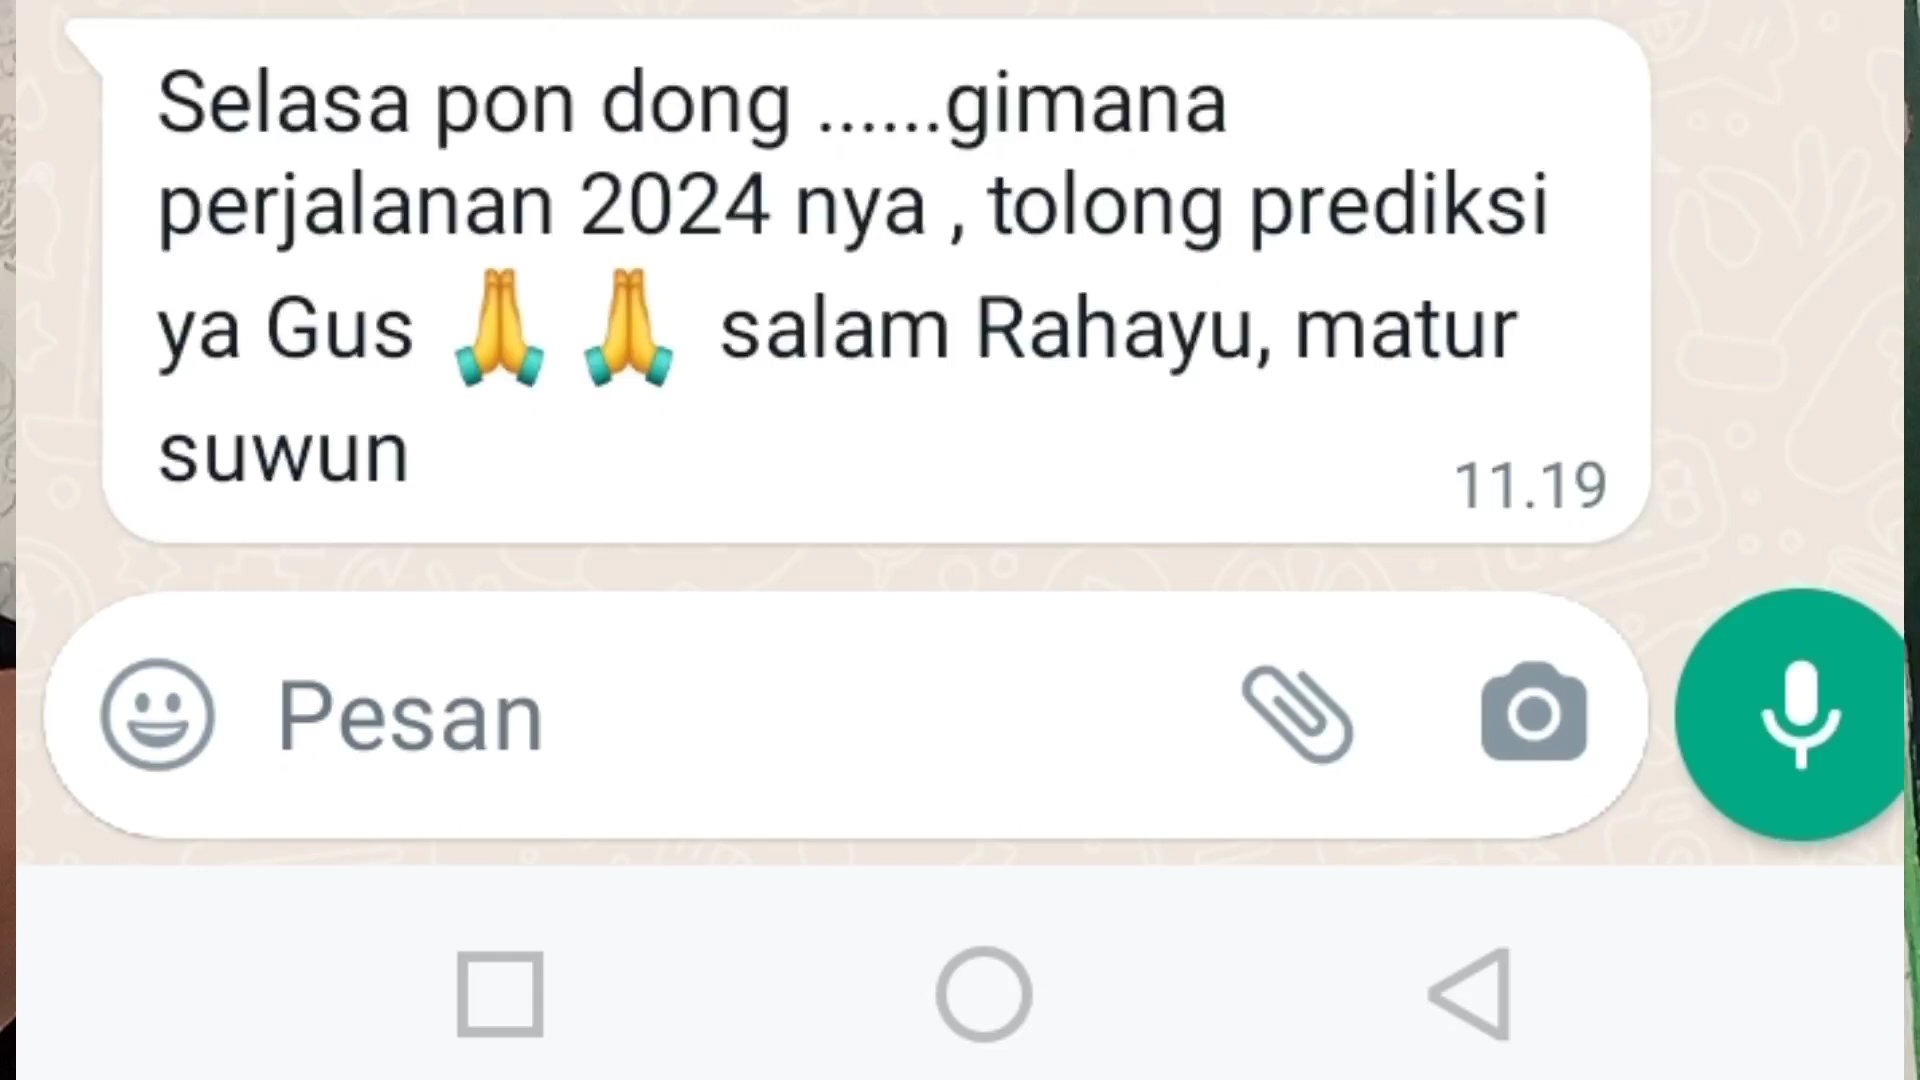 Selasa pon dong ......gimana
perjalanan 2024 nya , tolong prediksi
ya Gus 🙏 🙏 salam Rahayu, matur
suwun
11.19
Pesan